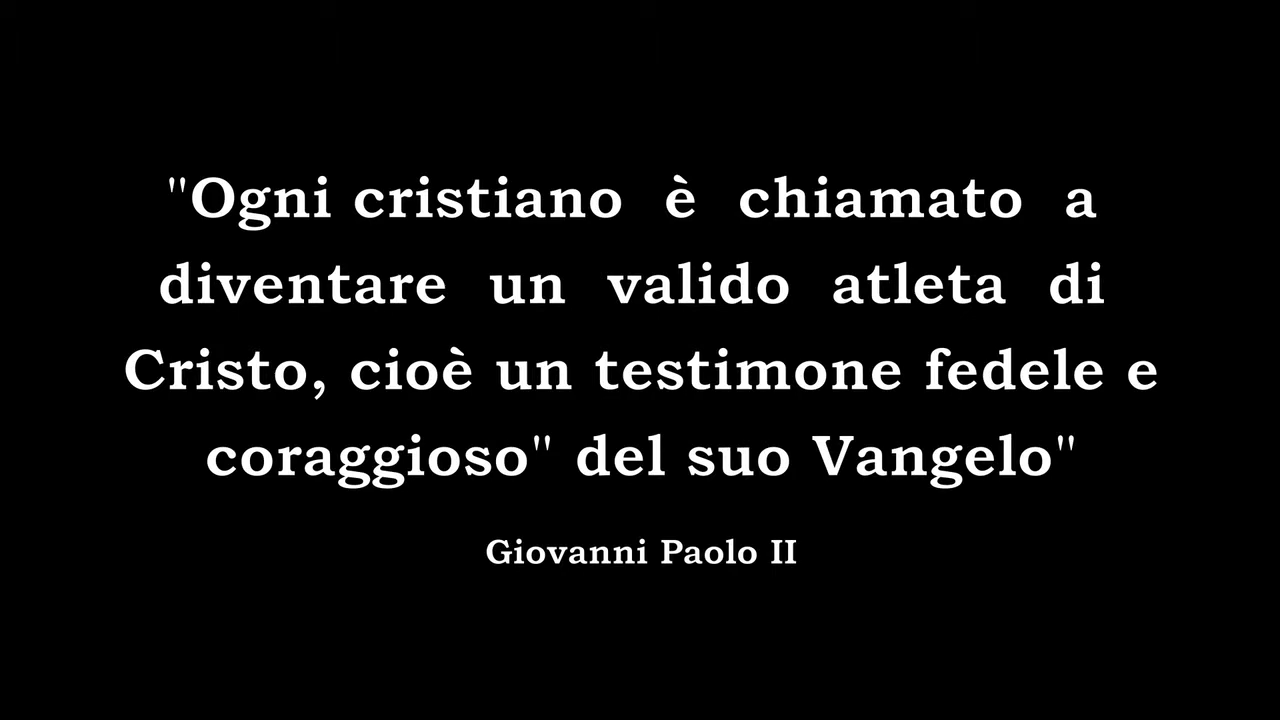 "Ogni cristiano è chiamato a
diventare un valido atleta di
Cristo, cioè un testimone fedele e
coraggioso" del suo Vangelo"
Giovanni Paolo II